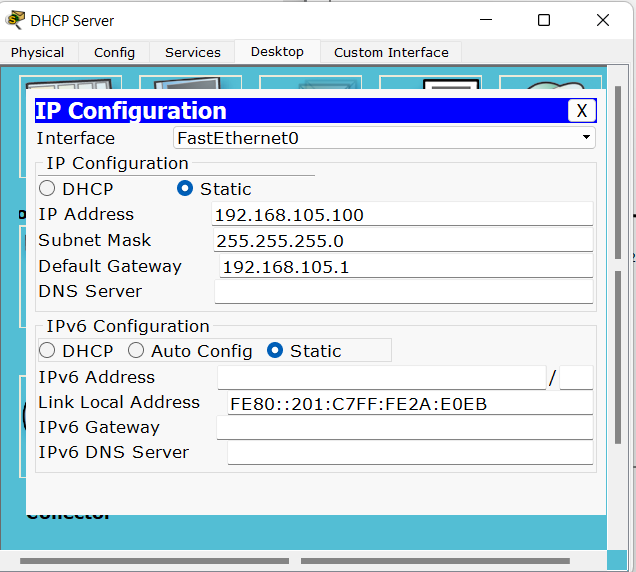 DHCP Server
Physical Config Services Desktop Custom Interface
IP Configuration X
Interface FastEthernet0
IP Configuration
DHCP Static
IP Address 192.168.105.100
Subnet Mask 255.255.255.0
Default Gateway 192.168.105.1
DNS Server
IPv6 Configuration
DHCP Auto Config Static
IPv6 Address /
Link Local Address FE80::201:C7FF:FE2A:E0EB
IPv6 Gateway
IPv6 DNS Server
Collector